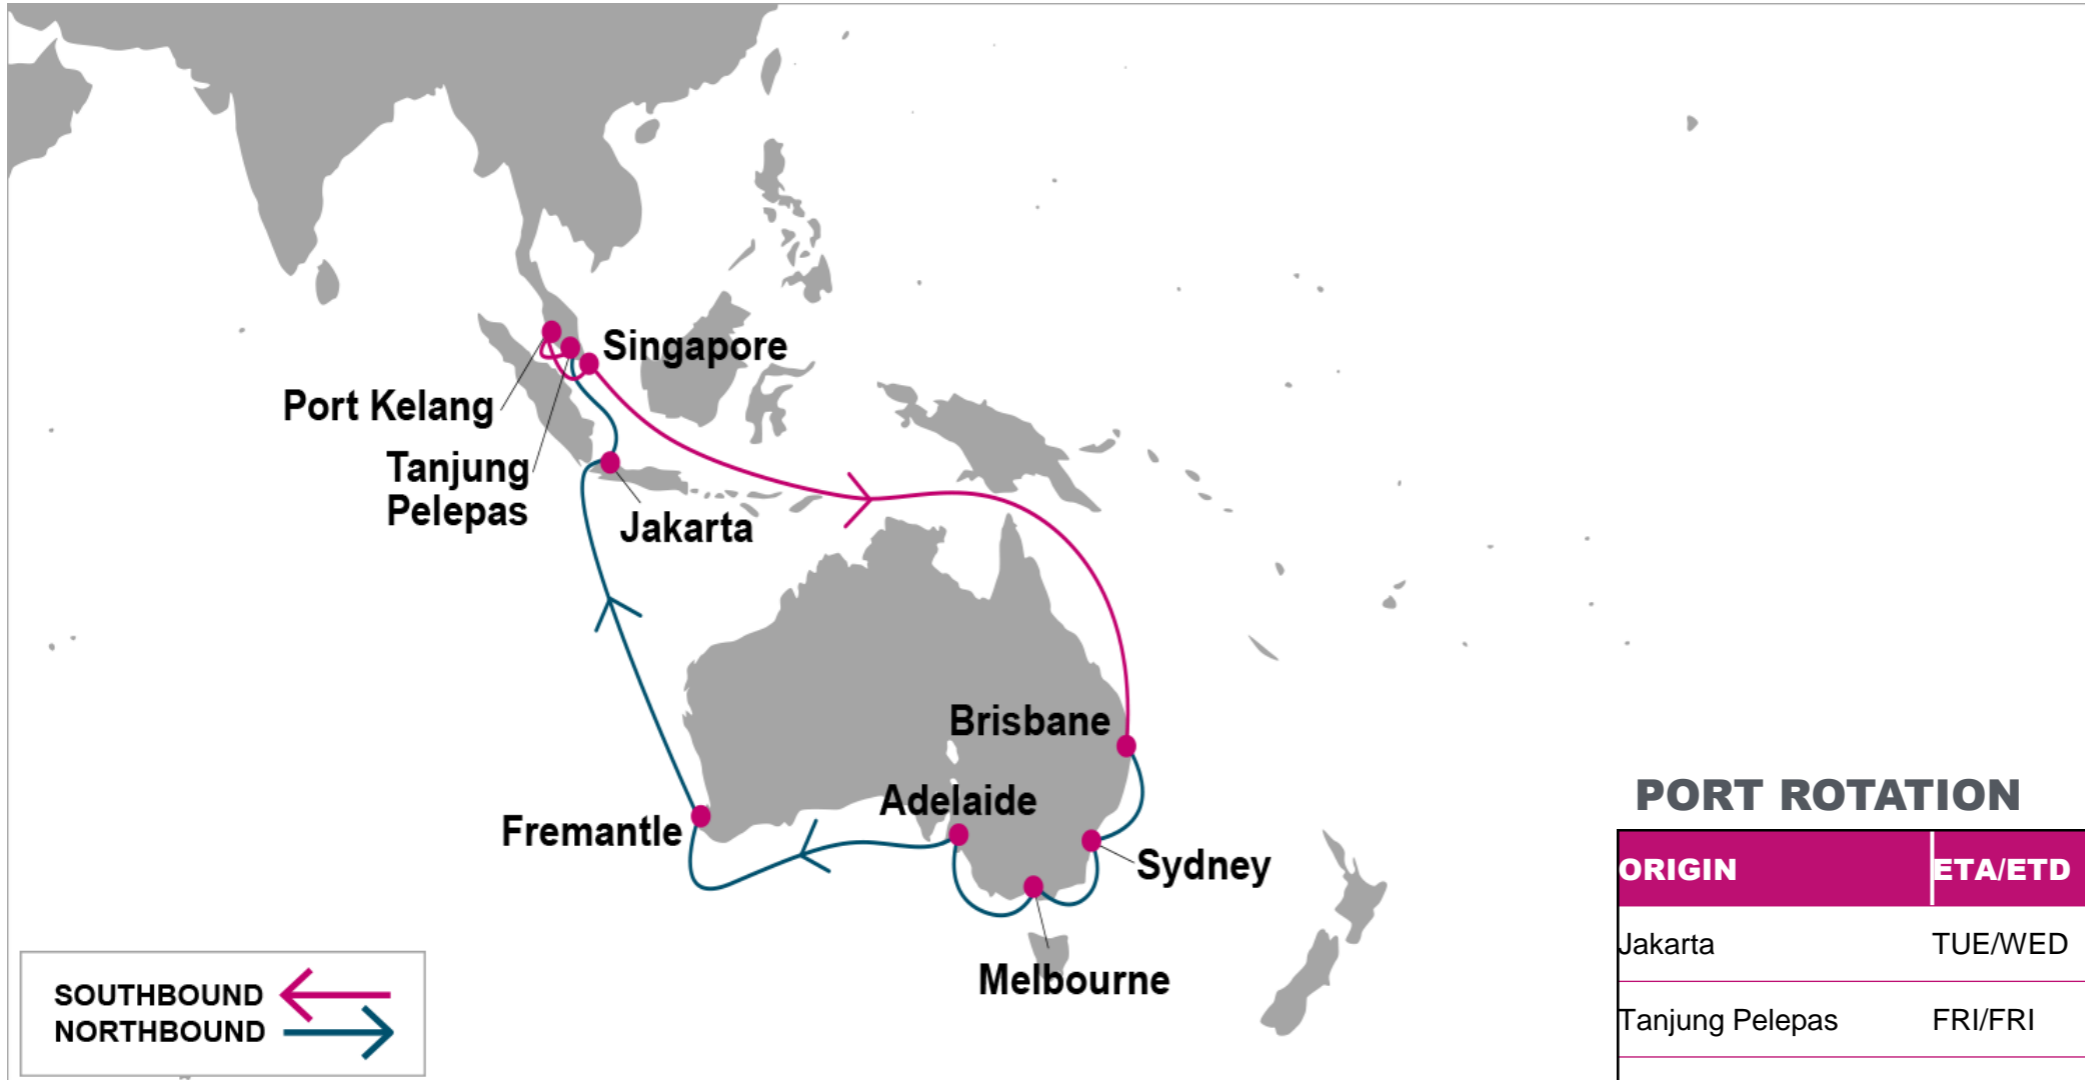 Singapore
Port Kelang
Tanjung
Pelepas
Jakarta
Brisbane
Adelaide
Fremantle
Sydney
Melbourne
SOUTHBOUND
NORTHBOUND
PORT ROTATION
ORIGIN ETA/ETD
Jakarta TUE/WED
Tanjung Pelepas FRI/FRI